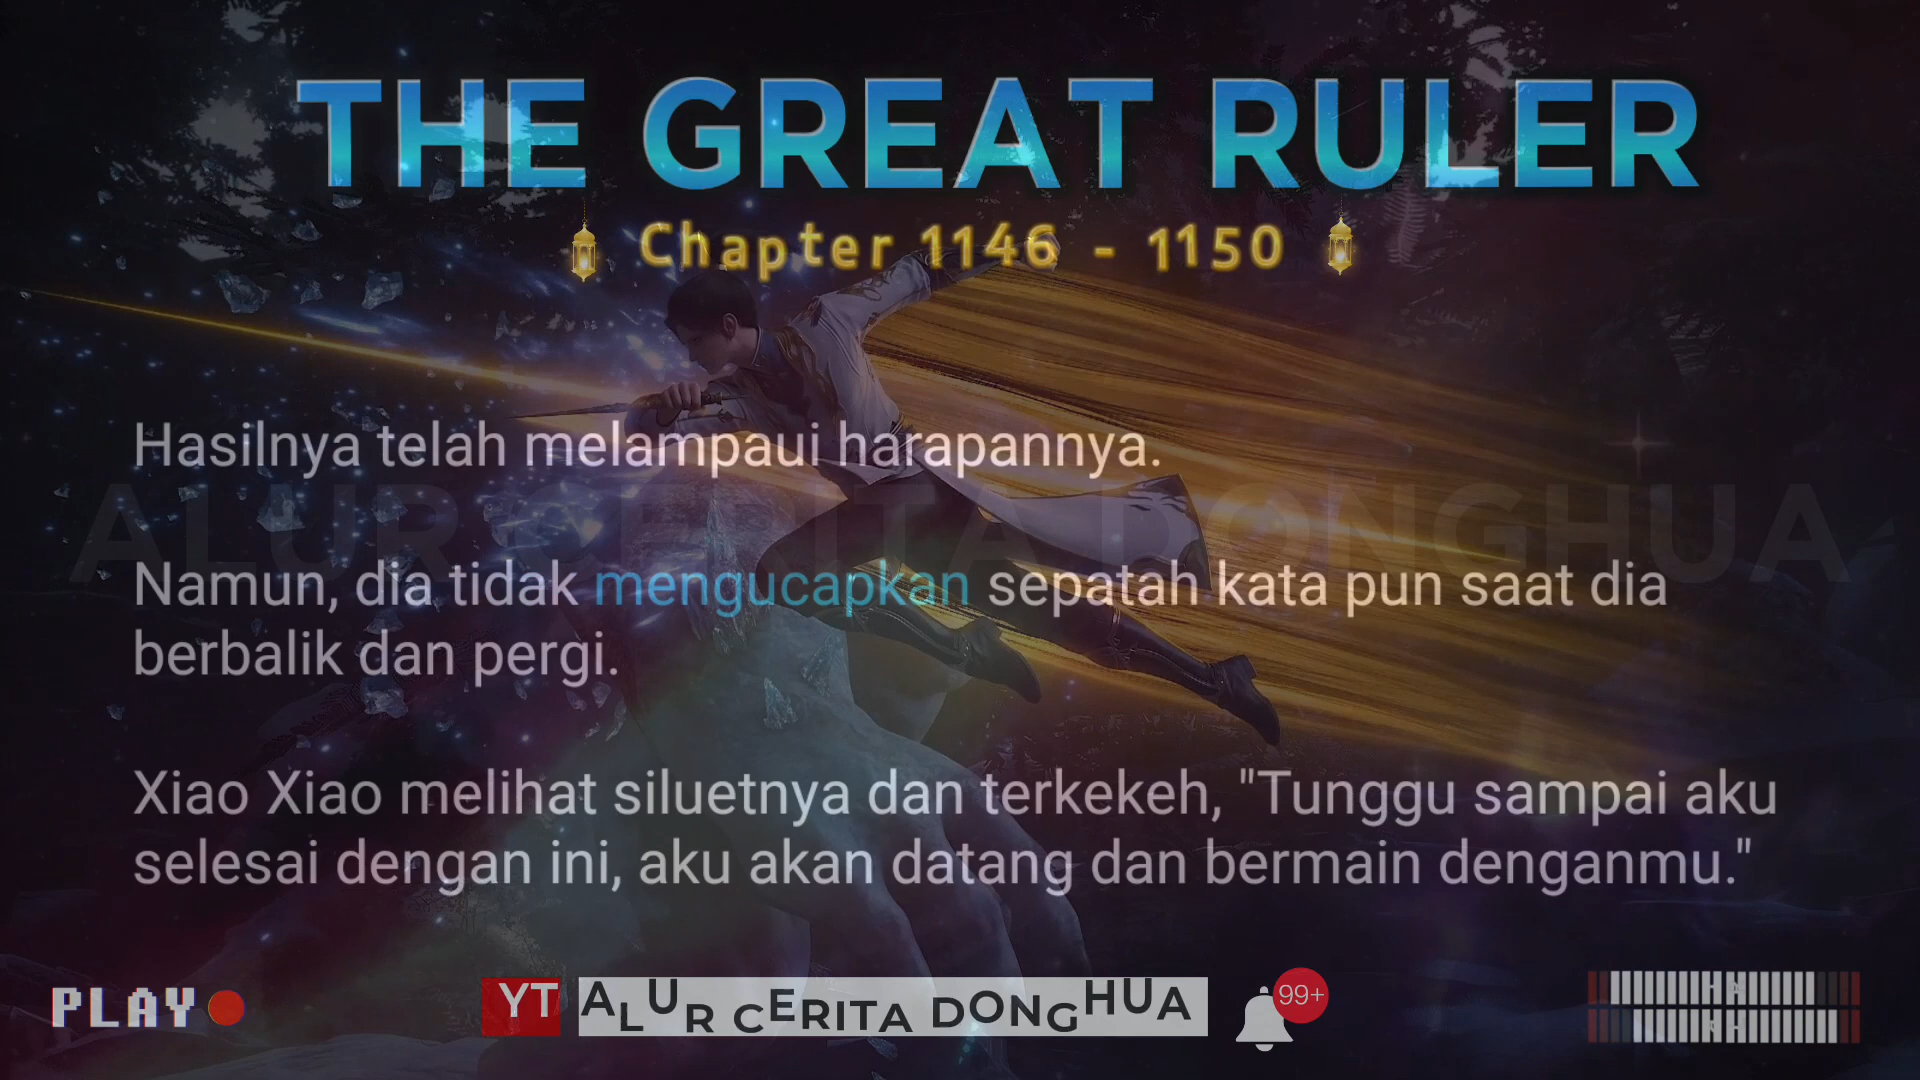 THE GREAT RULER
Chapter 1146 - 1150
Hasilnya telah melampaui harapannya.
ALUR CERITA DONGHUA
Namun, dia tidak mengucapkan sepatah kata pun saat dia
berbalik dan pergi.
Xiao Xiao melihat siluetnya dan terkekeh, "Tunggu sampai aku
selesai dengan ini, aku akan datang dan bermain denganmu."
PLAY
YT ALUR CERITA DONGHUA
99+